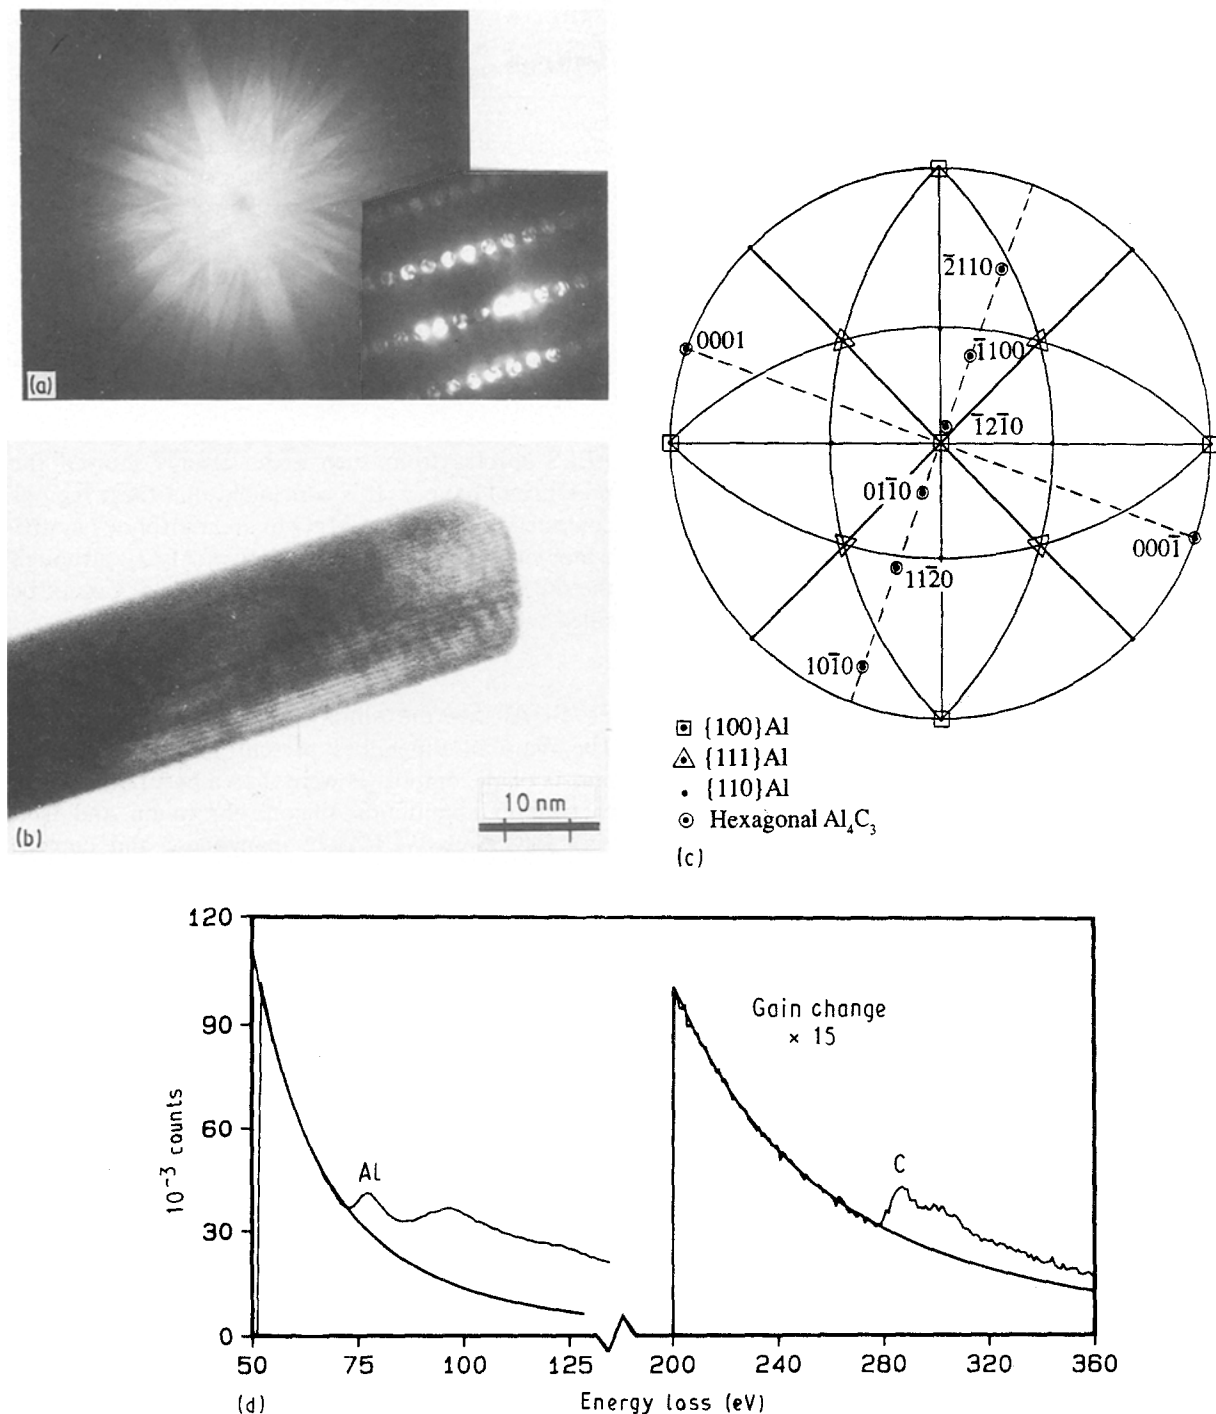 (a)
(b)
10 nm
0001
2̄110
1̄100
1̄21̄0
011̄0
112̄0
101̄0
0001̄
{100}Al
{111}Al
{110}Al
Hexagonal Al₄C₃
(c)
120
90
60
30
0
10⁻³ counts
Al
Gain change
× 15
C
50
75
100
125
200
240
280
320
360
(d)
Energy loss (eV)